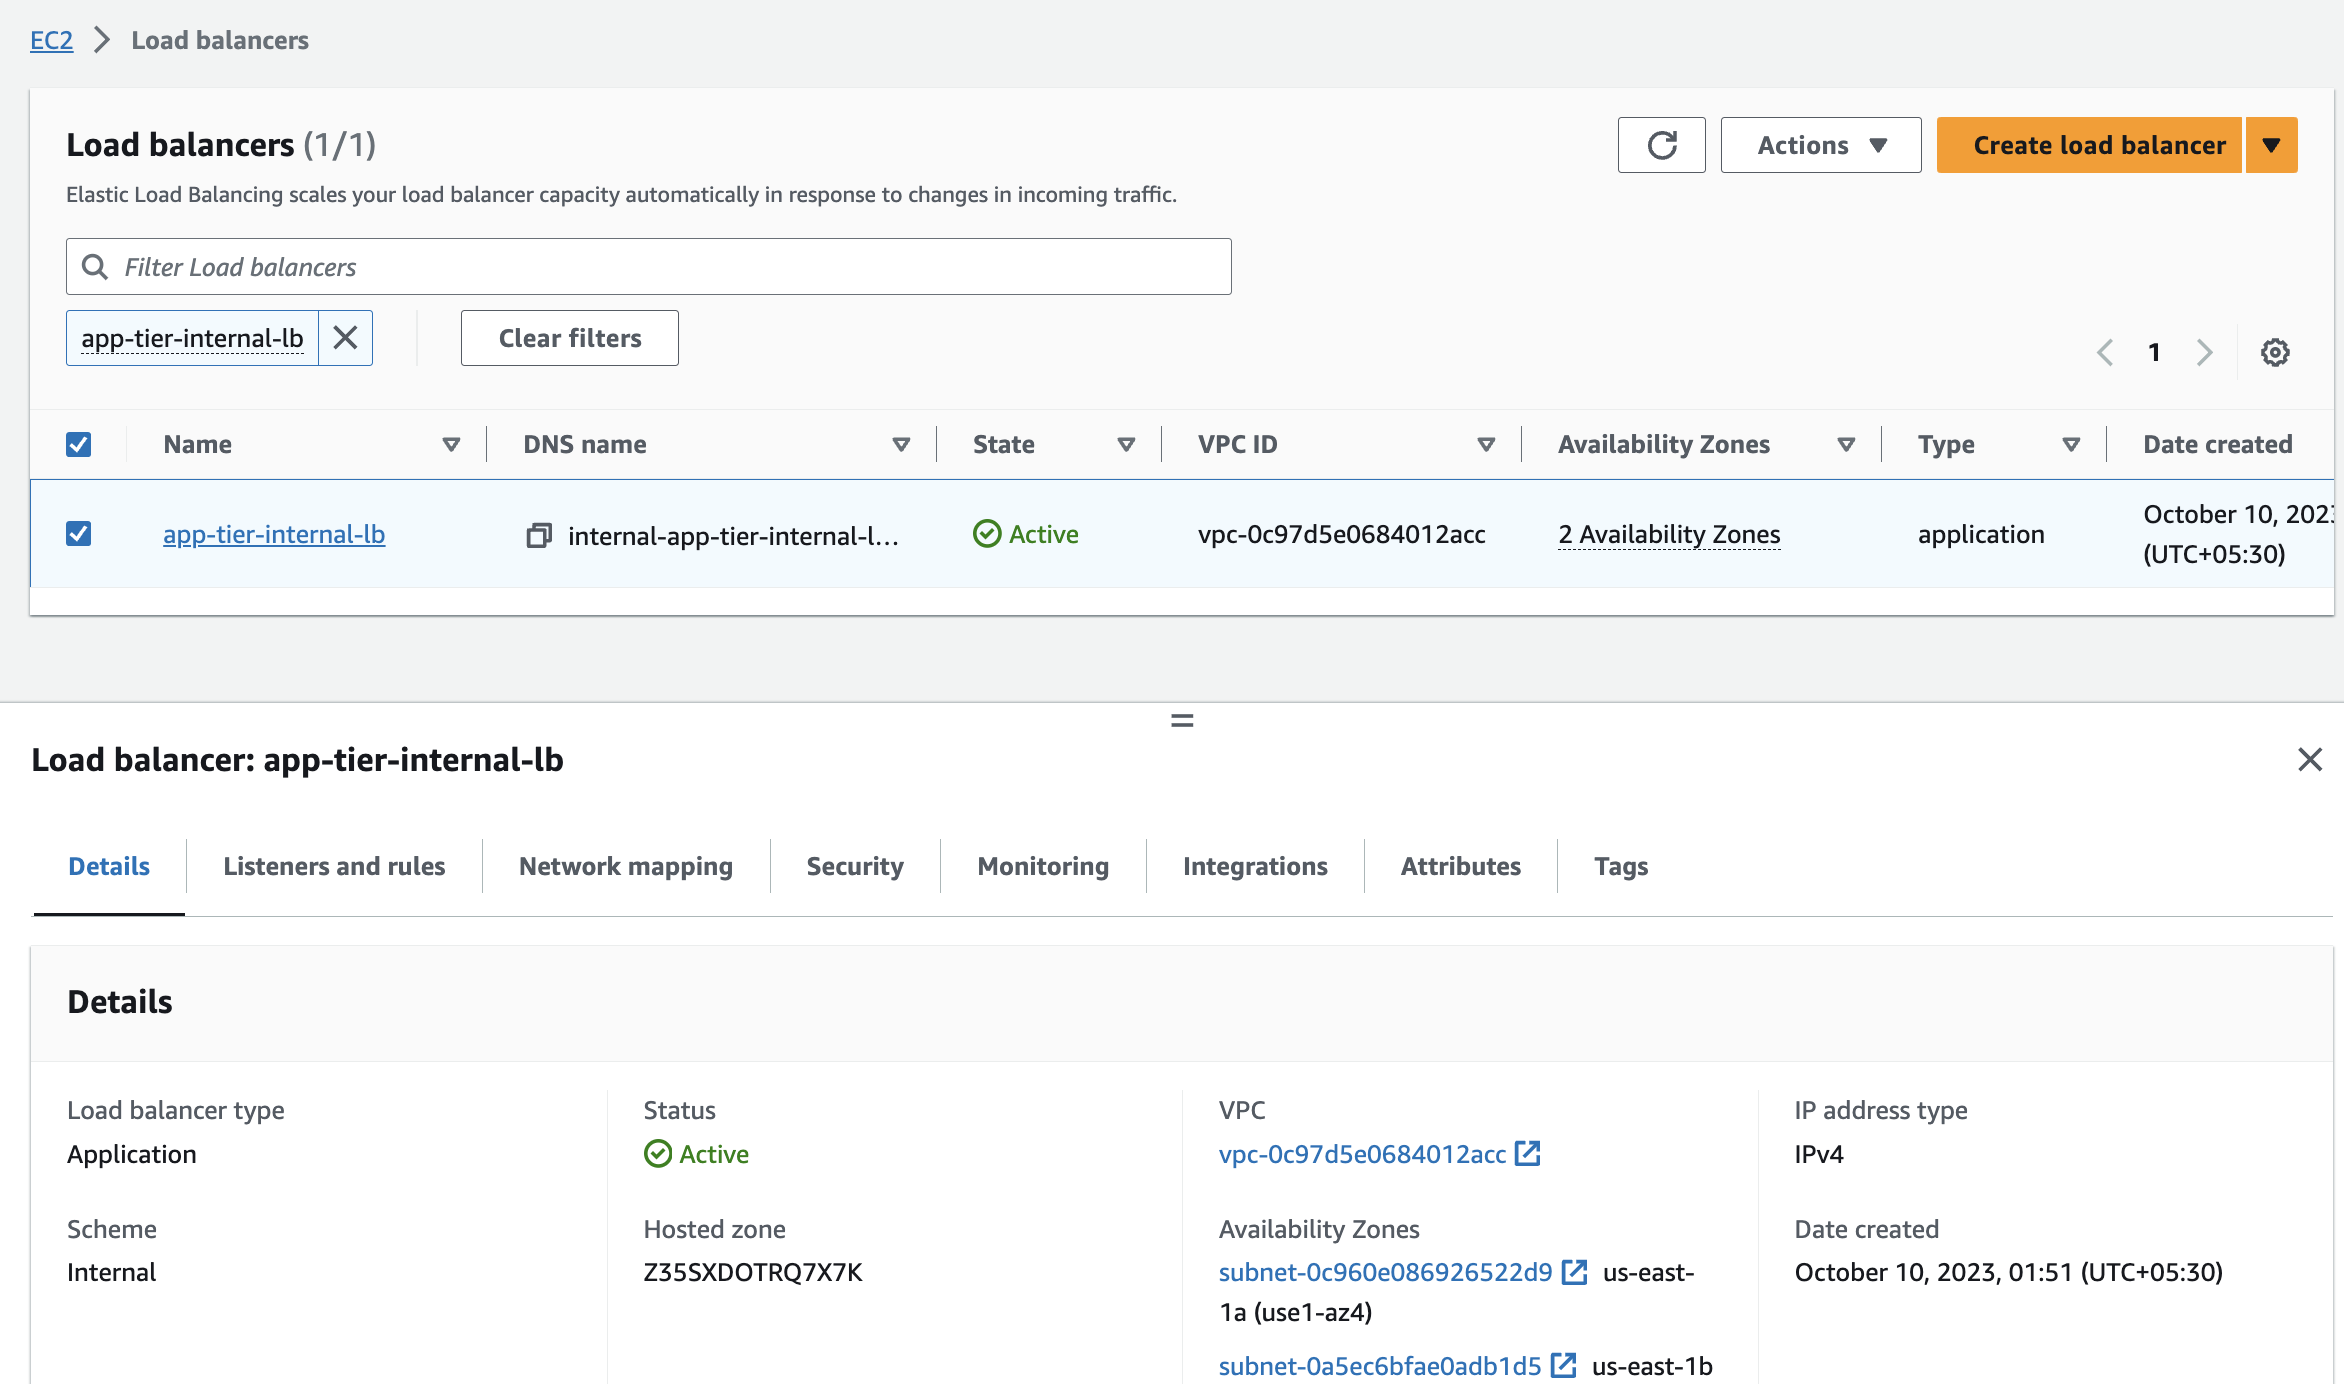 EC2 > Load balancers
Load balancers (1/1)
Actions
Create load balancer
Elastic Load Balancing scales your load balancer capacity automatically in response to changes in incoming traffic.
Filter Load balancers
app-tier-internal-lb
Clear filters
1
Name DNS name State VPC ID Availability Zones Type Date created
app-tier-internal-lb internal-app-tier-internal-l... Active vpc-0c97d5e0684012acc 2 Availability Zones application October 10, 2023
(UTC+05:30)
Load balancer: app-tier-internal-lb
Details Listeners and rules Network mapping Security Monitoring Integrations Attributes Tags
Details
Load balancer type
Application
Status
Active
VPC
vpc-0c97d5e0684012acc
IP address type
IPv4
Scheme
Internal
Hosted zone
Z35SXDOTRQ7X7K
Availability Zones
subnet-0c960e086926522d9 us-east-
1a (use1-az4)
subnet-0a5ec6bfae0adb1d5 us-east-1b
Date created
October 10, 2023, 01:51 (UTC+05:30)